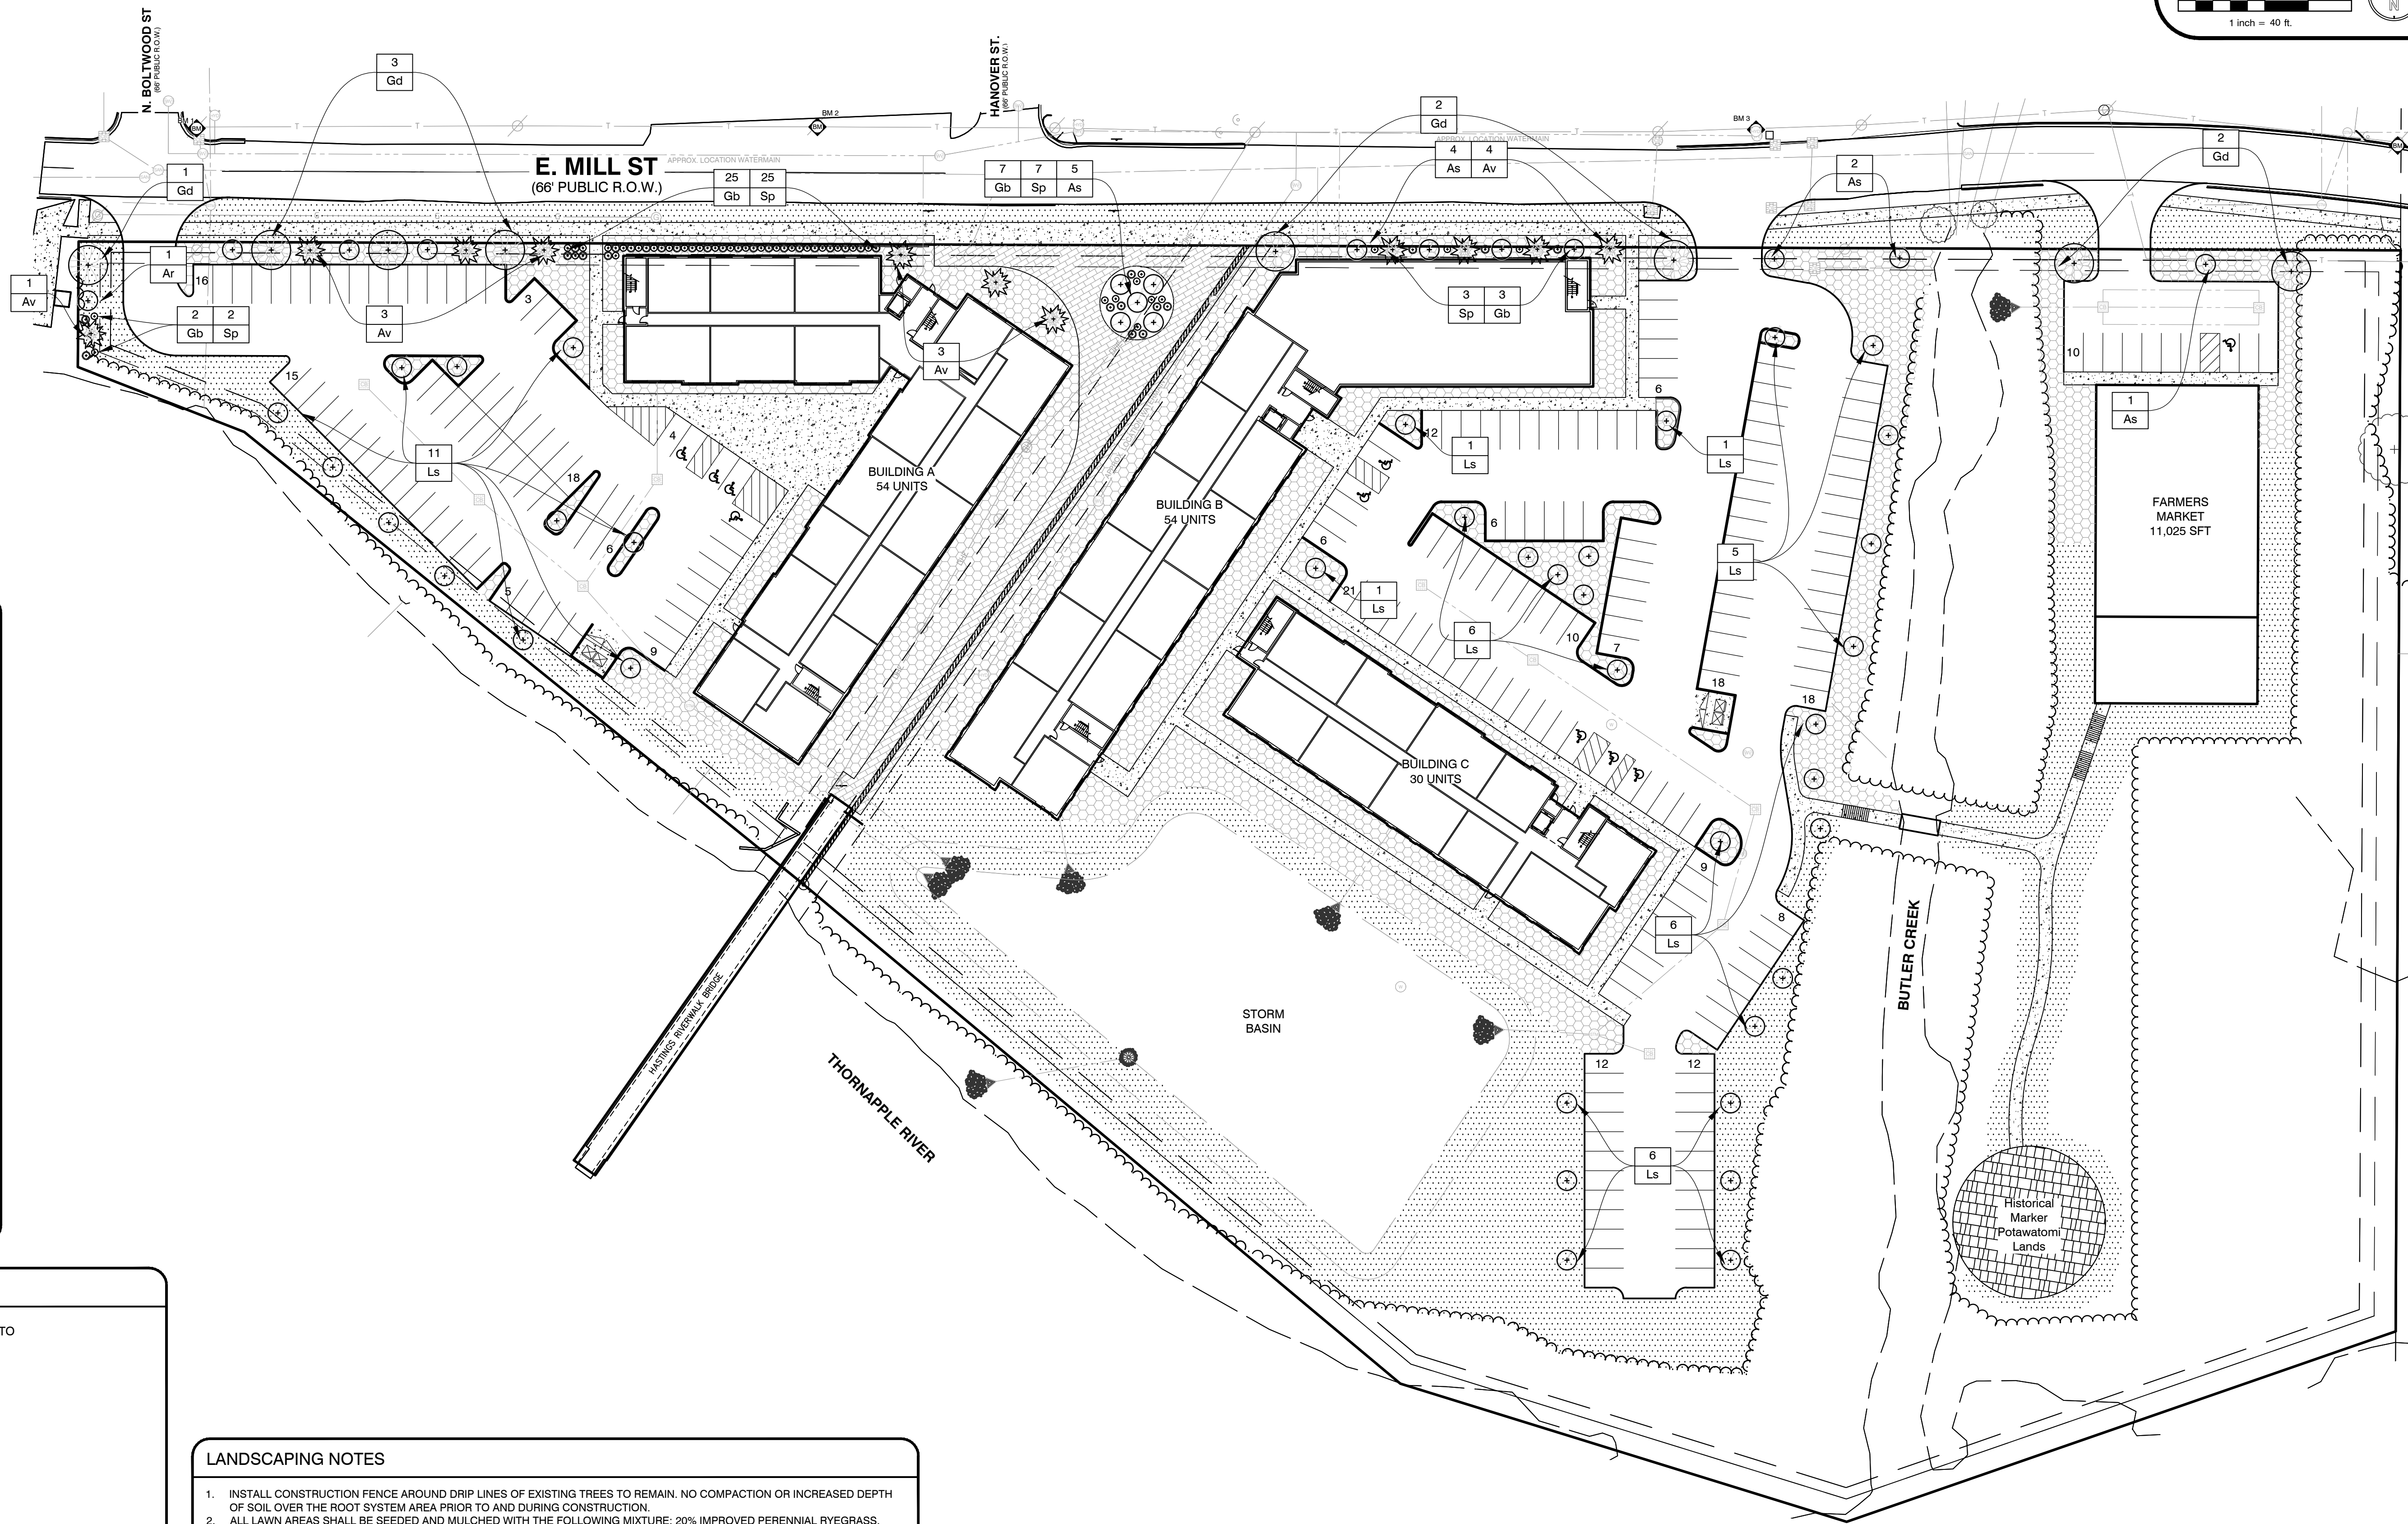 1 inch = 40 ft.
N
N. BOLTWOOD ST
(66' PUBLIC R.O.W.)
HANOVER ST.
(66' PUBLIC R.O.W.)
3
Gd
2
Gd
BM 1
BM
BM 2
BM
BM 3
BM
E. MILL ST
(66' PUBLIC R.O.W.)
APPROX. LOCATION WATERMAIN
APPROX. LOCATION WATERMAIN
1
Gd
25 25
Gb Sp
7 7 5
Gb Sp As
4 4
As Av
2
As
2
Gd
1
Av
1
Ar
16
3
2 2
Gb Sp
3
Av
3
Av
3 3
Sp Gb
10
1
As
15
4
6
12
1
Ls
1
Ls
11
Ls
18
6
5
9
BUILDING A
54 UNITS
BUILDING B
54 UNITS
FARMERS
MARKET
11,025 SFT
6
6
21
1
Ls
6
Ls
10
7
5
Ls
18
18
BUILDING C
30 UNITS
9
8
6
Ls
BUTLER CREEK
HASTINGS RIVERWALK BRIDGE
STORM
BASIN
THORNAPPLE RIVER
12
12
6
Ls
Historical
Marker
Potawatomi
Lands
TO
LANDSCAPING NOTES
1. INSTALL CONSTRUCTION FENCE AROUND DRIP LINES OF EXISTING TREES TO REMAIN. NO COMPACTION OR INCREASED DEPTH
OF SOIL OVER THE ROOT SYSTEM AREA PRIOR TO AND DURING CONSTRUCTION.
2. ALL LAWN AREAS SHALL BE SEEDED AND MULCHED WITH THE FOLLOWING MIXTURE: 20% IMPROVED PERENNIAL RYEGRASS,